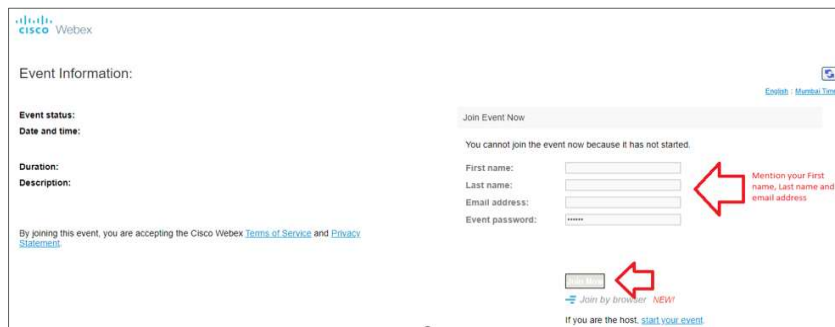 cisco Webex
Event Information:
English : Mumbai Time
Event status:
Date and time:
Duration:
Description:
By joining this event, you are accepting the Cisco Webex Terms of Service and Privacy
Statement.
Join Event Now
You cannot join the event now because it has not started.
First name:
Last name:
Email address:
Event password: ••••••
Mention your First
name, Last name and
email address
Join Now
Join by browser NEW!
If you are the host, start your event.